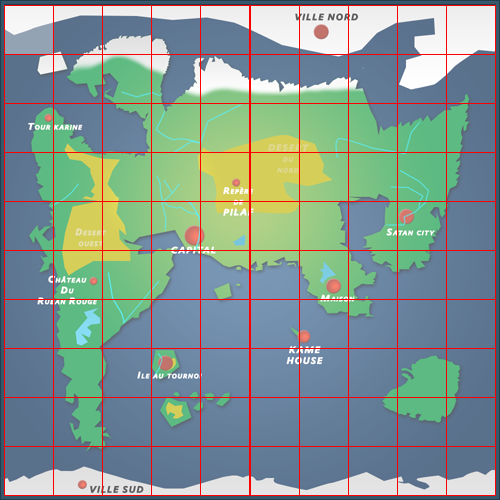 VILLE NORD
TOUR KARINE
DESERT
DU
NORD
REPÈRE
DE
PILAF
DESERT
OUEST
CAPITAL
SATAN CITY
CHÂTEAU
DU
RUBAN ROUGE
MAISON
KAME
HOUSE
ILE AU TOURNOI
VILLE SUD